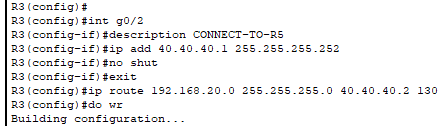 R3(config)#
R3(config)#int g0/2
R3(config-if)#description CONNECT-TO-R5
R3(config-if)#ip add 40.40.40.1 255.255.255.252
R3(config-if)#no shut
R3(config-if)#exit
R3(config)#ip route 192.168.20.0 255.255.255.0 40.40.40.2 130
R3(config)#do wr
Building configuration...